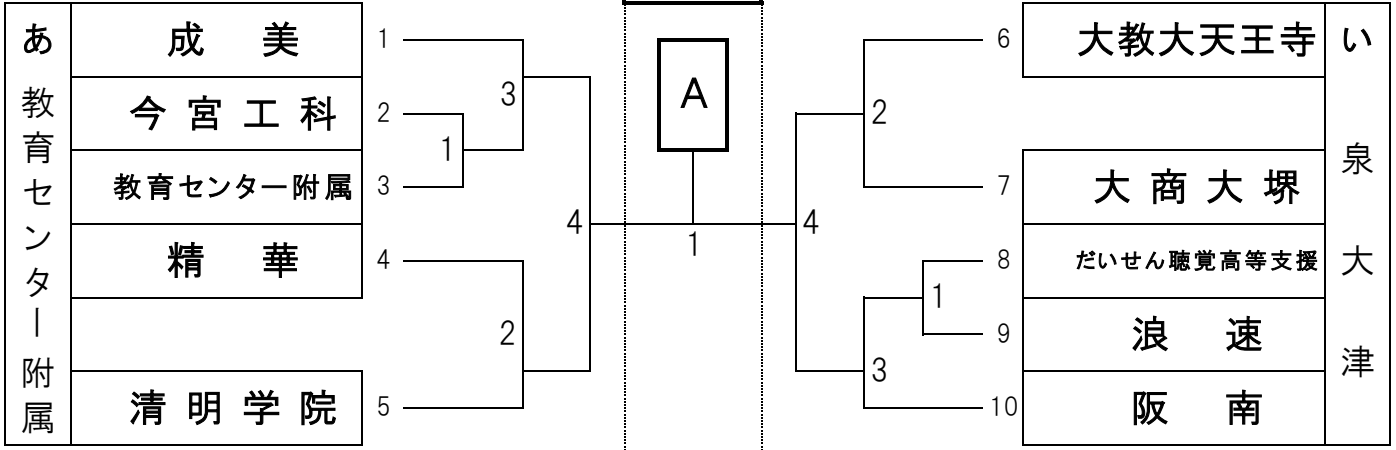 あ 教育センター附属
成 美 1
今 宮 工 科 2
教育センター附属 3
精 華 4
清 明 学 院 5
3
1
4
2
A
1
い 泉大津
6 大教大天王寺
7 大 商 大 堺
8 だいせん聴覚高等支援
9 浪 速
10 阪 南
2
4
1
3